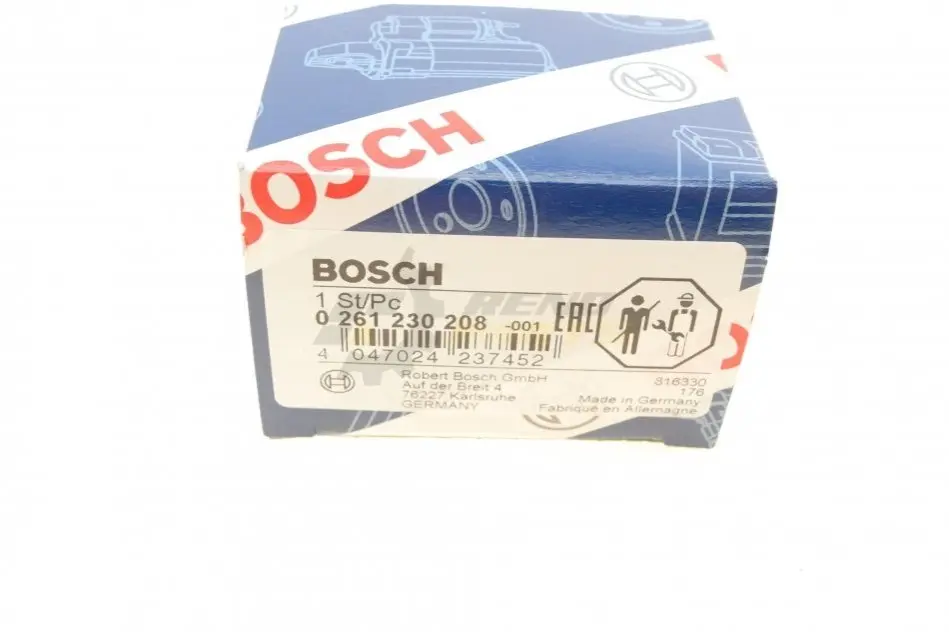 BOSCH
BOSCH
1 St/Pc
0 261 230 208 -001 EAC
4 047024 237452
Robert Bosch GmbH
Auf der Breit 4
76227 Karlsruhe
GERMANY
816330
176
Made in Germany
Fabriqué en Allemagne